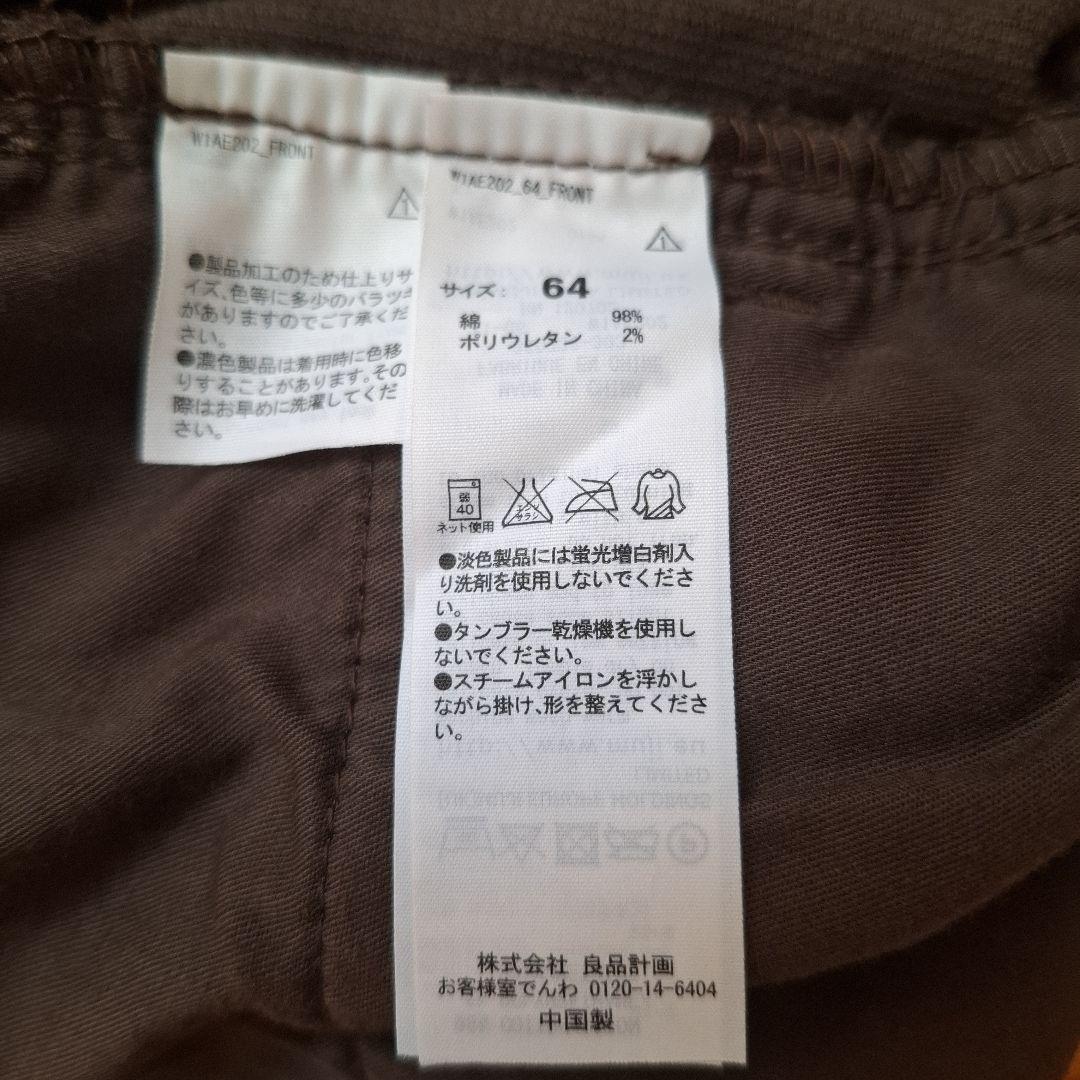 W1AE202_FRONT
1
●製品加工のため仕上りサ
イズ、色等に多少のバラツキ
がありますのでご了承くだ
さい。
●濃色製品は着用時に色移
りすることがあります。その
際はお早めに洗濯してくだ
さい。
W1AE202_64_FRONT
1
サイズ: 64
綿 98%
ポリウレタン 2%
弱
40
エンソ
サラシ
ネット使用
●淡色製品には蛍光増白剤入
り洗剤を使用しないでくださ
い。
●タンブラー乾燥機を使用し
ないでください。
●スチームアイロンを浮かし
ながら掛け、形を整えてくださ
い。
株式会社 良品計画
お客様室でんわ 0120-14-6404
中国製